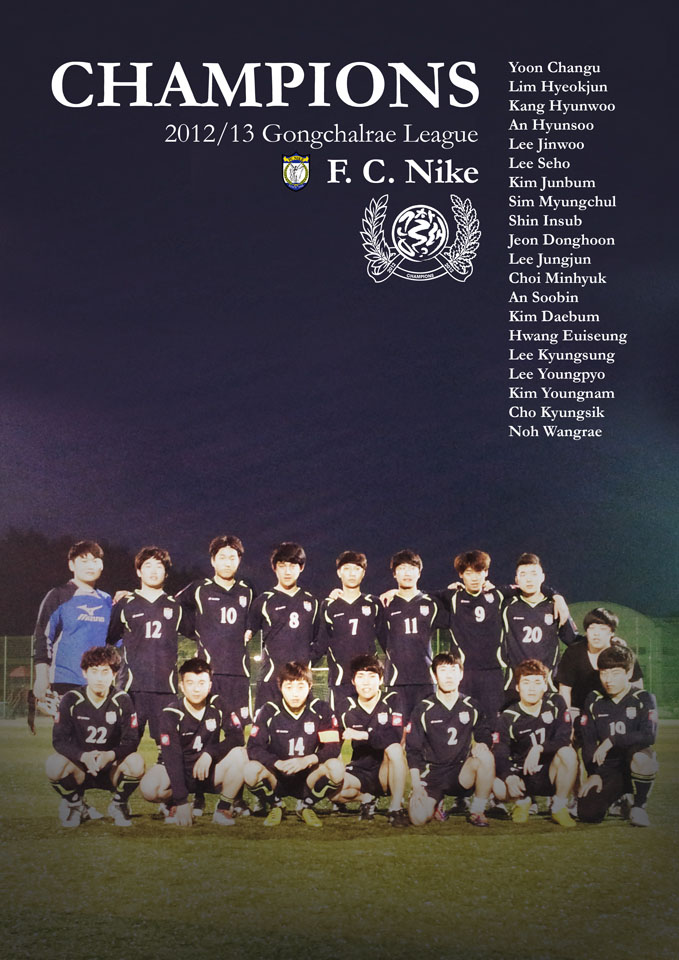 CHAMPIONS
2012/13 Gongchalrae League
F. C. Nike
CHAMPIONS
Yoon Changu
Lim Hyeokjun
Kang Hyunwoo
An Hyunsoo
Lee Jinwoo
Lee Seho
Kim Junbum
Sim Myungchul
Shin Insub
Jeon Donghoon
Lee Jungjun
Choi Minhyuk
An Soobin
Kim Daebum
Hwang Euiseung
Lee Kyungsung
Lee Youngpyo
Kim Youngnam
Cho Kyungsik
Noh Wangrae
MIZUNO
12
10
8
7
11
9
20
22
4
14
2
17
19